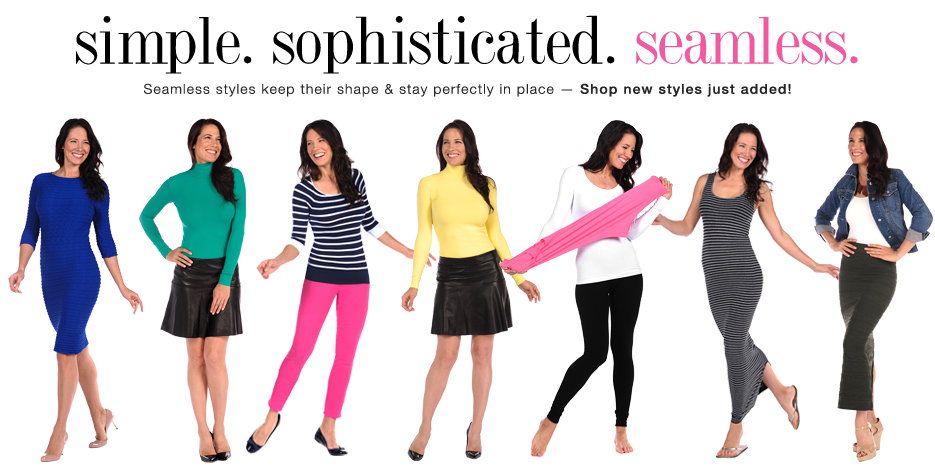 simple. sophisticated. seamless.
Seamless styles keep their shape & stay perfectly in place — Shop new styles just added!